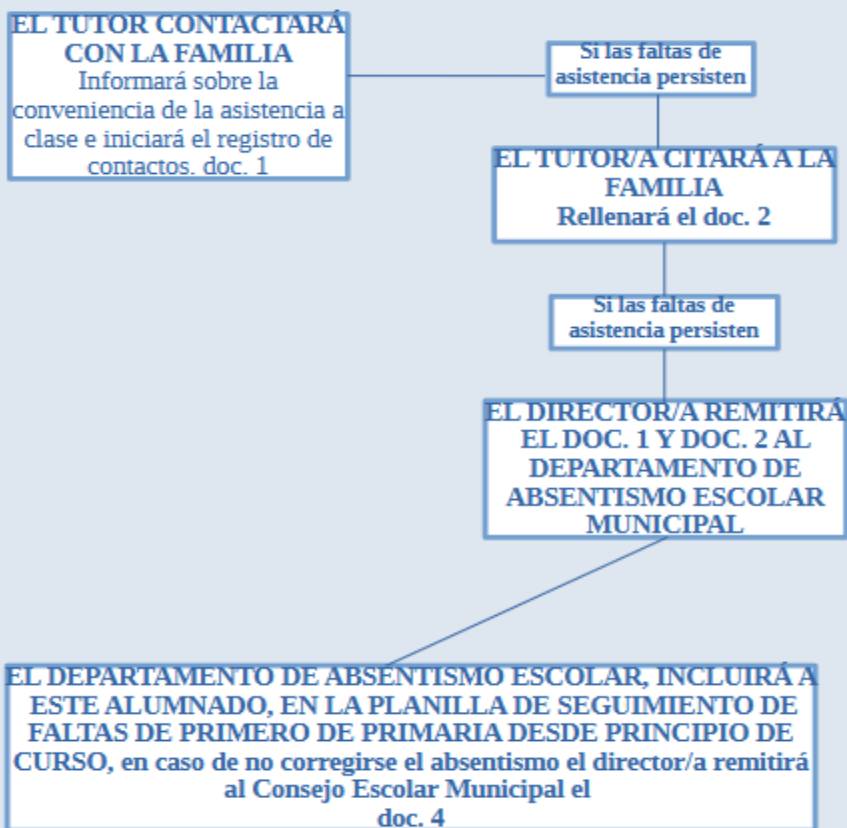 EL TUTOR CONTACTARÁ
CON LA FAMILIA
Informará sobre la
conveniencia de la asistencia a
clase e iniciará el registro de
contactos. doc. 1
Si las faltas de
asistencia persisten
EL TUTOR/A CITARÁ A LA
FAMILIA
Rellenará el doc. 2
Si las faltas de
asistencia persisten
EL DIRECTOR/A REMITIRÁ
EL DOC. 1 Y DOC. 2 AL
DEPARTAMENTO DE
ABSENTISMO ESCOLAR
MUNICIPAL
EL DEPARTAMENTO DE ABSENTISMO ESCOLAR, INCLUIRÁ A
ESTE ALUMNADO, EN LA PLANILLA DE SEGUIMIENTO DE
FALTAS DE PRIMERO DE PRIMARIA DESDE PRINCIPIO DE
CURSO, en caso de no corregirse el absentismo el director/a remitirá
al Consejo Escolar Municipal el
doc. 4